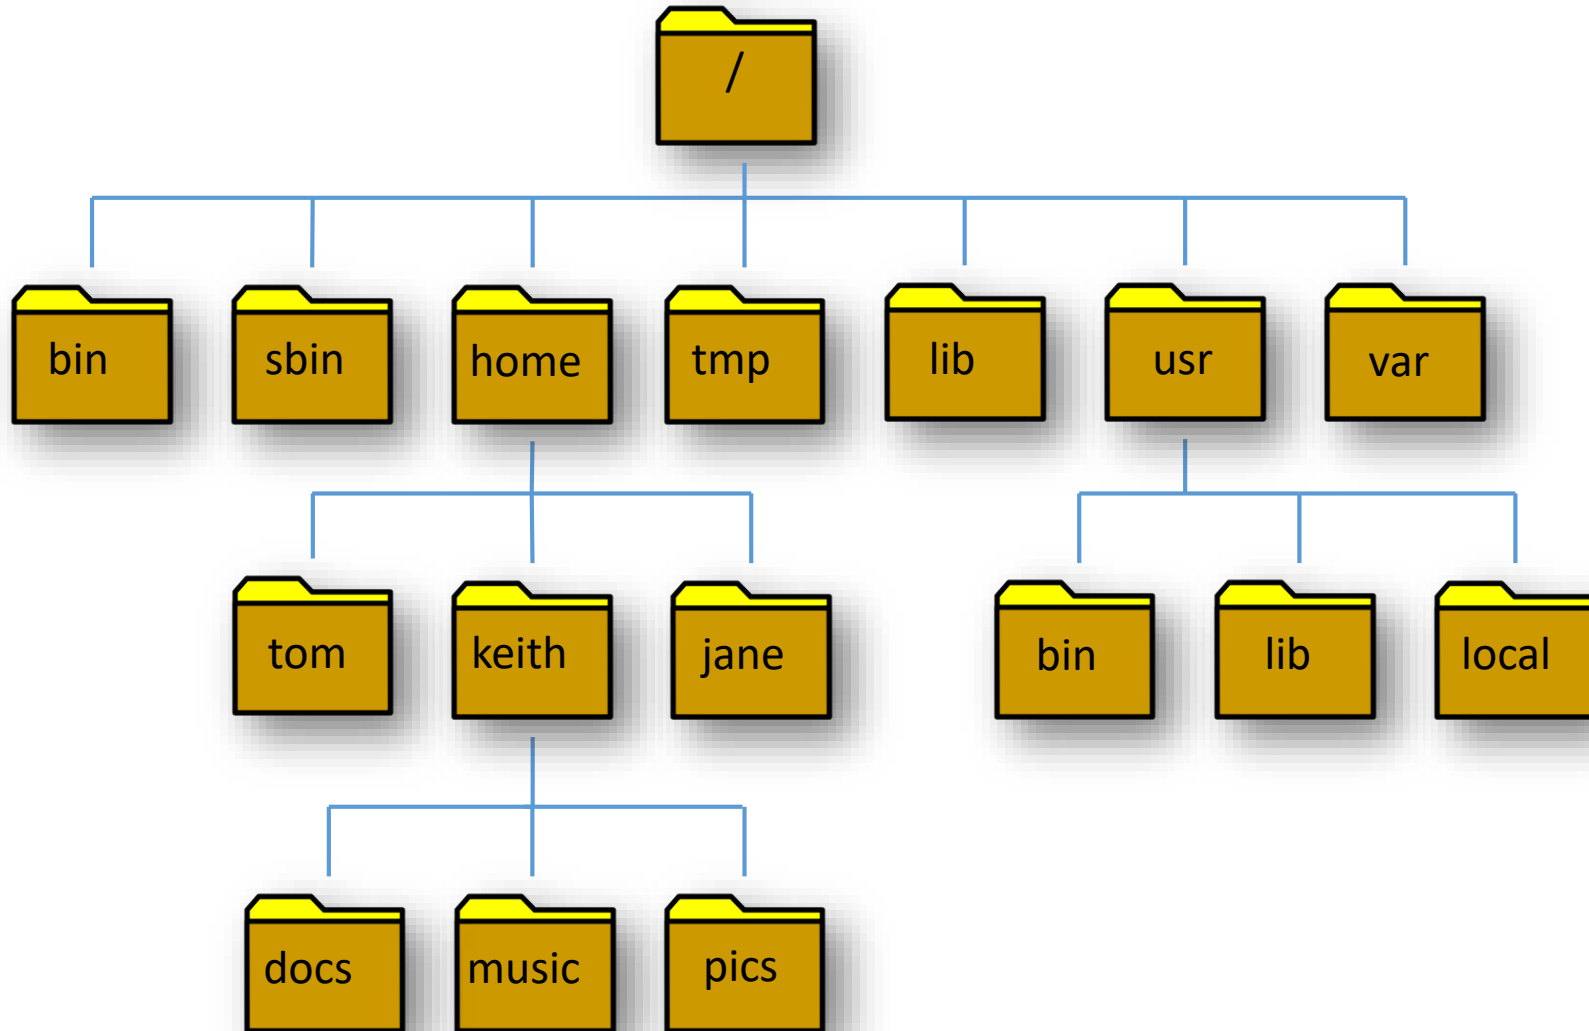 /
bin sbin home tmp lib usr var
tom keith jane bin lib local
docs music pics